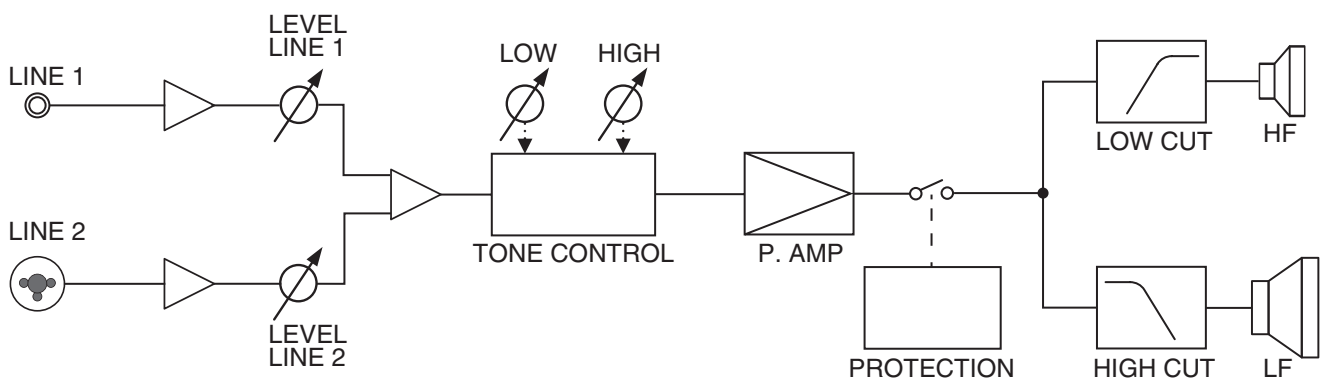 LEVEL
LINE 1
LINE 1
LOW
HIGH
LOW CUT
HF
LINE 2
TONE CONTROL
P. AMP
LEVEL
LINE 2
PROTECTION
HIGH CUT
LF